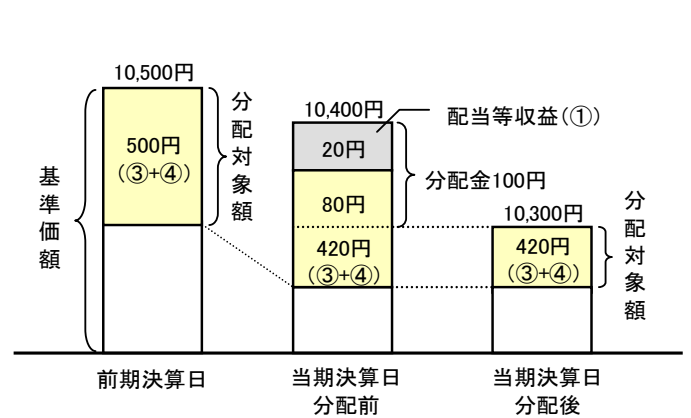 10,500円
分配対象額
500円
(③+④)
基準価額
前期決算日
10,400円
配当等収益(①)
20円
分配金100円
80円
420円
(③+④)
当期決算日
分配前
10,300円
分配対象額
420円
(③+④)
当期決算日
分配後